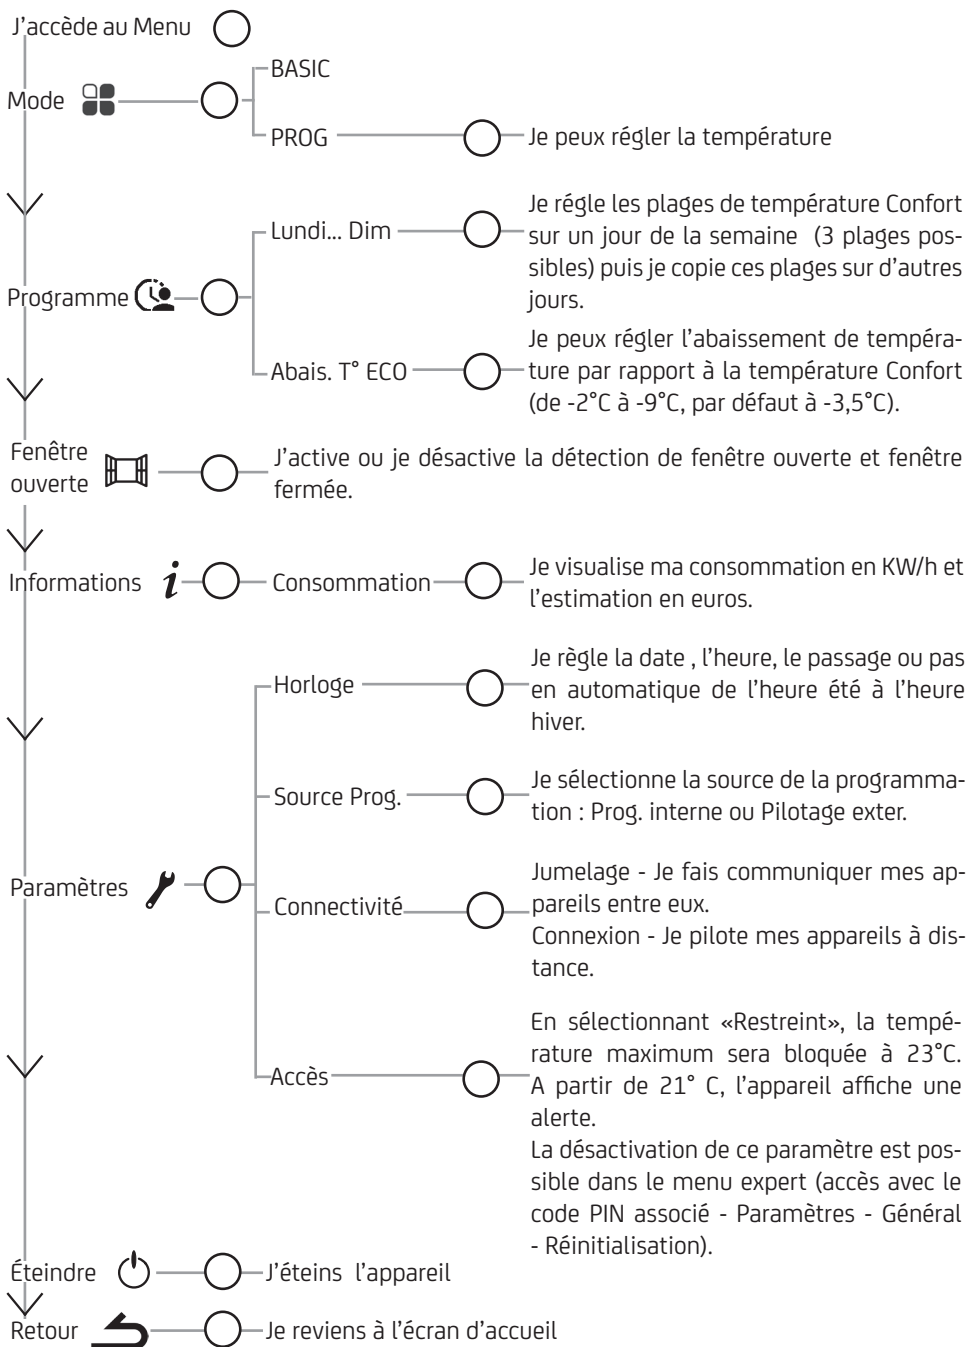 J'accède au Menu
Mode
BASIC
PROG
Je peux régler la température
Programme
Lundi... Dim
Je régle les plages de température Confort
sur un jour de la semaine (3 plages pos-
sibles) puis je copie ces plages sur d'autres
jours.
Abais. T° ECO
Je peux régler l'abaissement de tempéra-
ture par rapport à la température Confort
(de -2°C à -9°C, par défaut à -3,5°C).
Fenêtre
ouverte
J'active ou je désactive la détection de fenêtre ouverte et fenêtre
fermée.
Informations
i
Consommation
Je visualise ma consommation en KW/h et
l'estimation en euros.
Paramètres
Horloge
Je règle la date , l'heure, le passage ou pas
en automatique de l'heure été à l'heure
hiver.
Source Prog.
Je sélectionne la source de la programma-
tion : Prog. interne ou Pilotage exter.
Connectivité
Jumelage - Je fais communiquer mes ap-
pareils entre eux.
Connexion - Je pilote mes appareils à dis-
tance.
Accès
En sélectionnant «Restreint», la tempé-
rature maximum sera bloquée à 23°C.
A partir de 21° C, l'appareil affiche une
alerte.
La désactivation de ce paramètre est pos-
sible dans le menu expert (accès avec le
code PIN associé - Paramètres - Général
- Réinitialisation).
Éteindre
J'éteins l'appareil
Retour
Je reviens à l'écran d'accueil